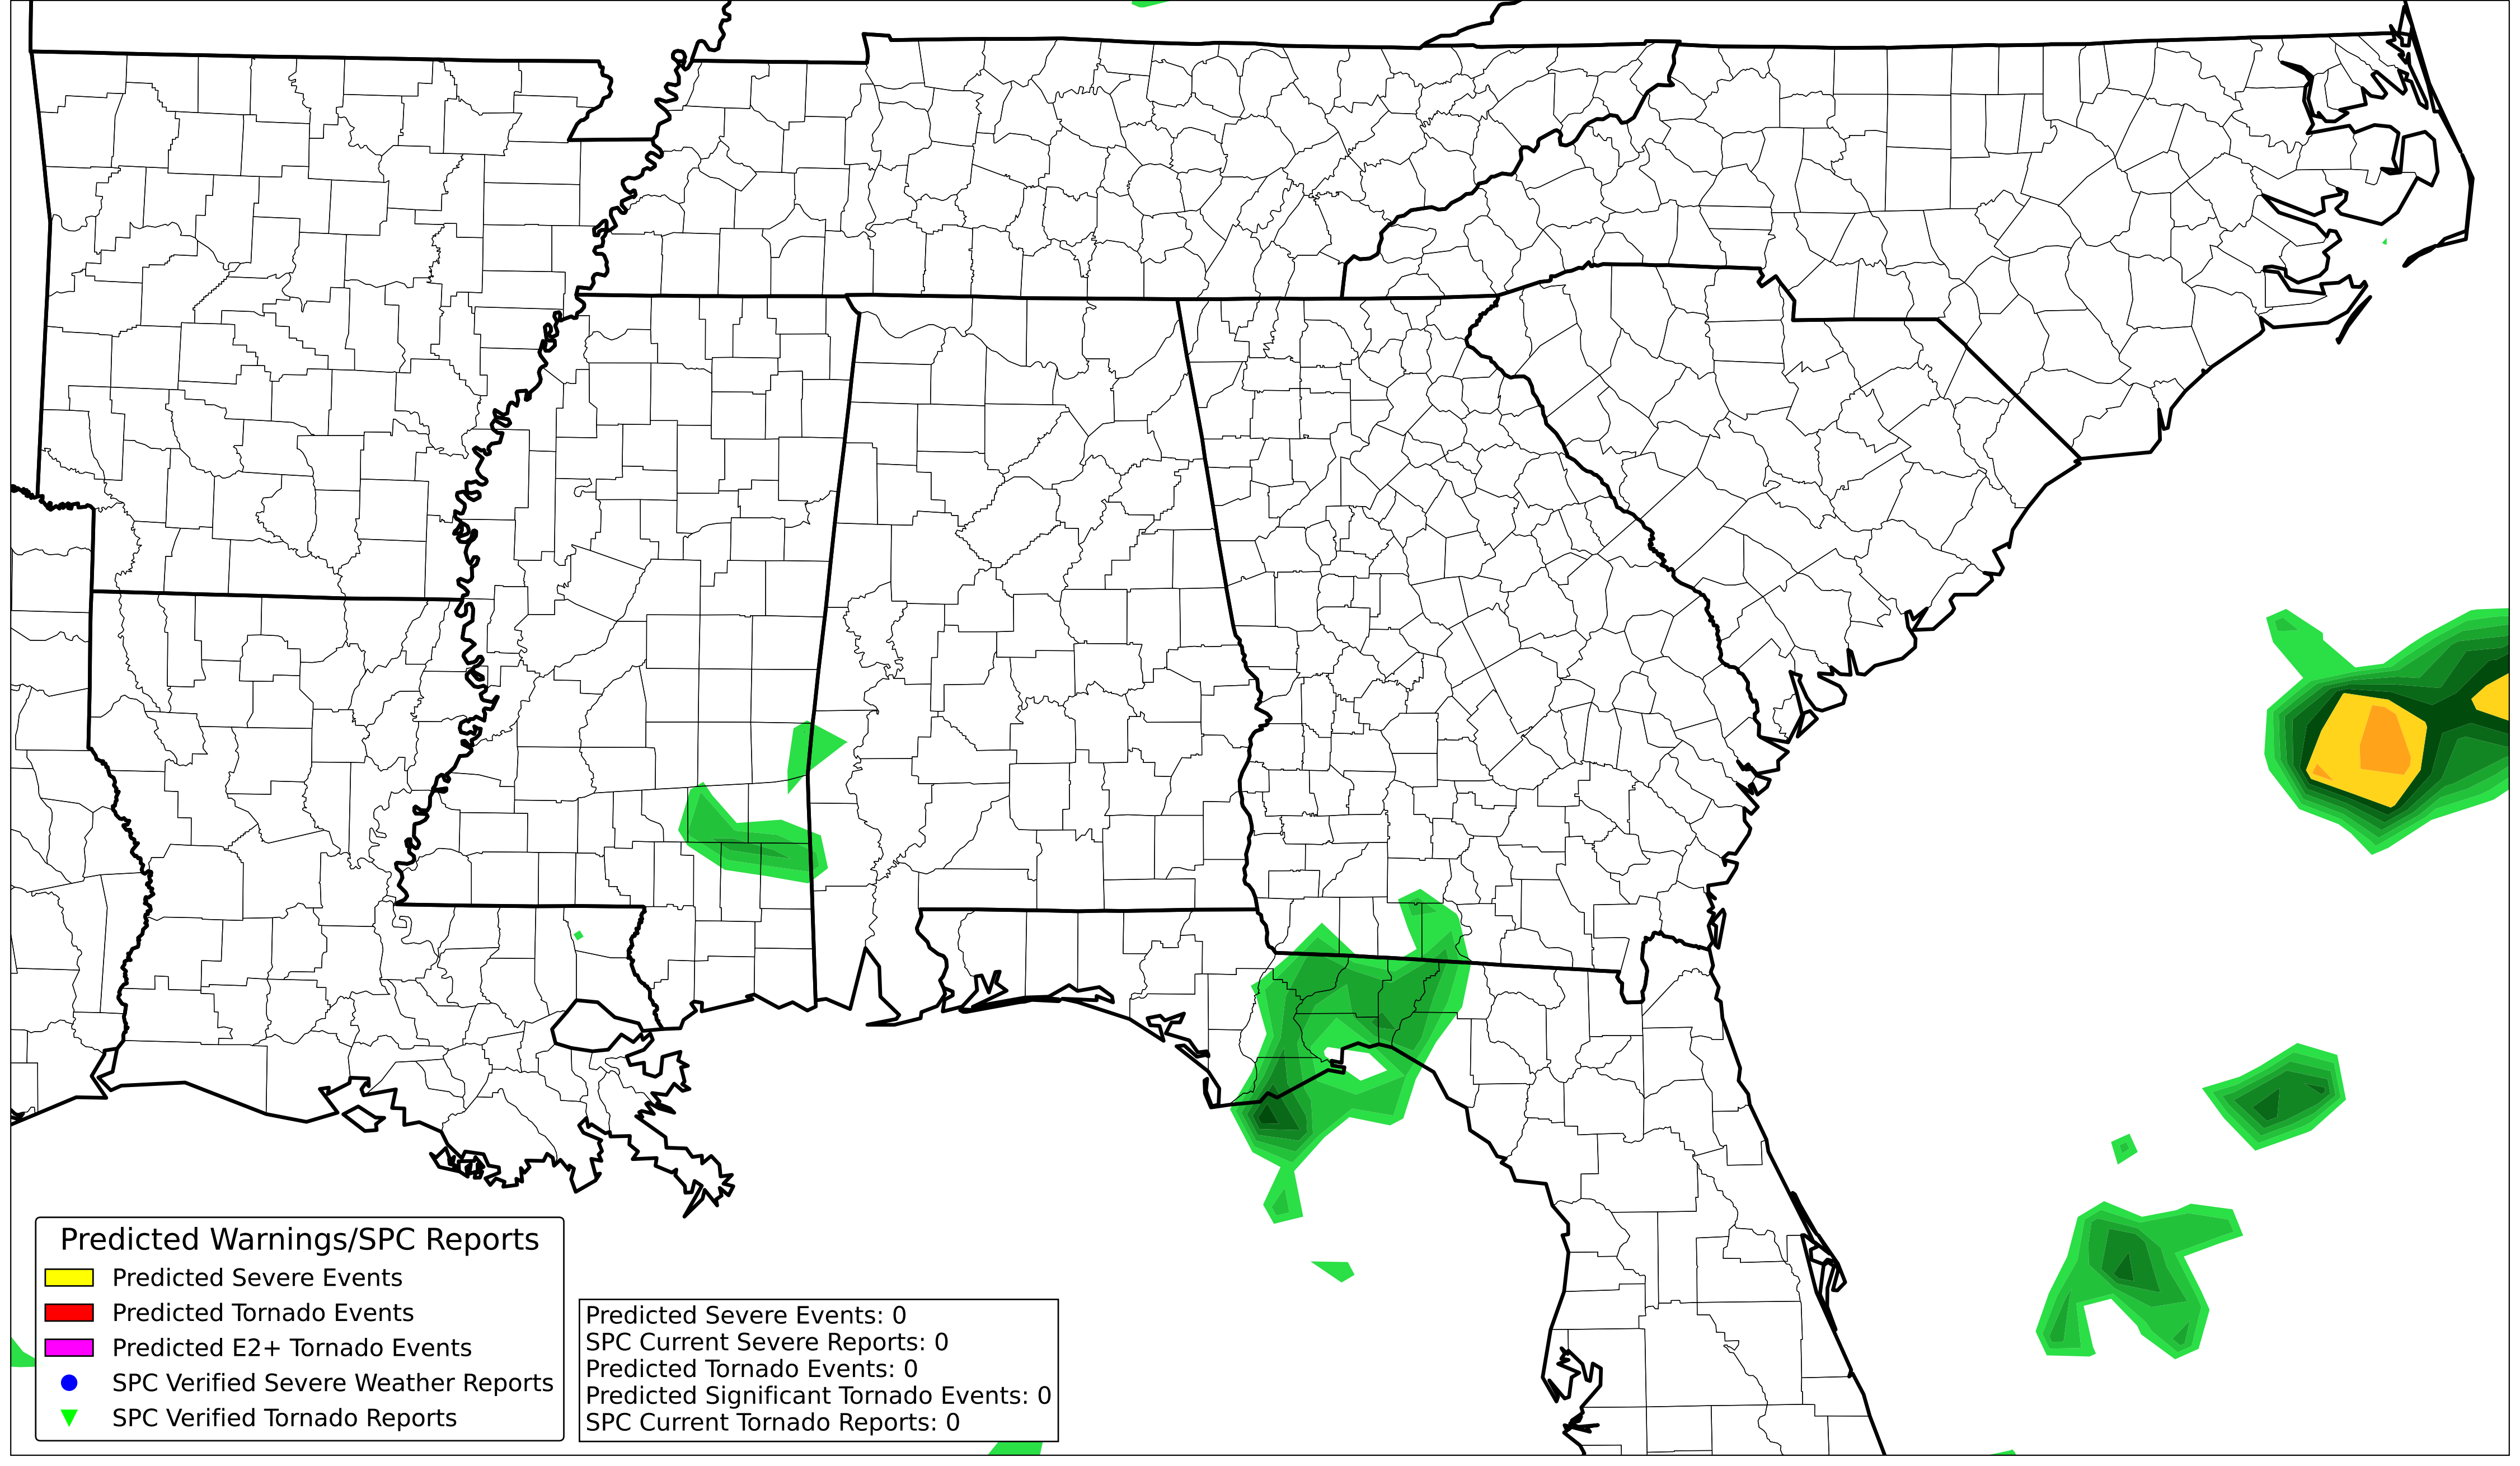 Predicted Warnings/SPC Reports
Predicted Severe Events
Predicted Tornado Events
Predicted E2+ Tornado Events
SPC Verified Severe Weather Reports
SPC Verified Tornado Reports
Predicted Severe Events: 0
SPC Current Severe Reports: 0
Predicted Tornado Events: 0
Predicted Significant Tornado Events: 0
SPC Current Tornado Reports: 0